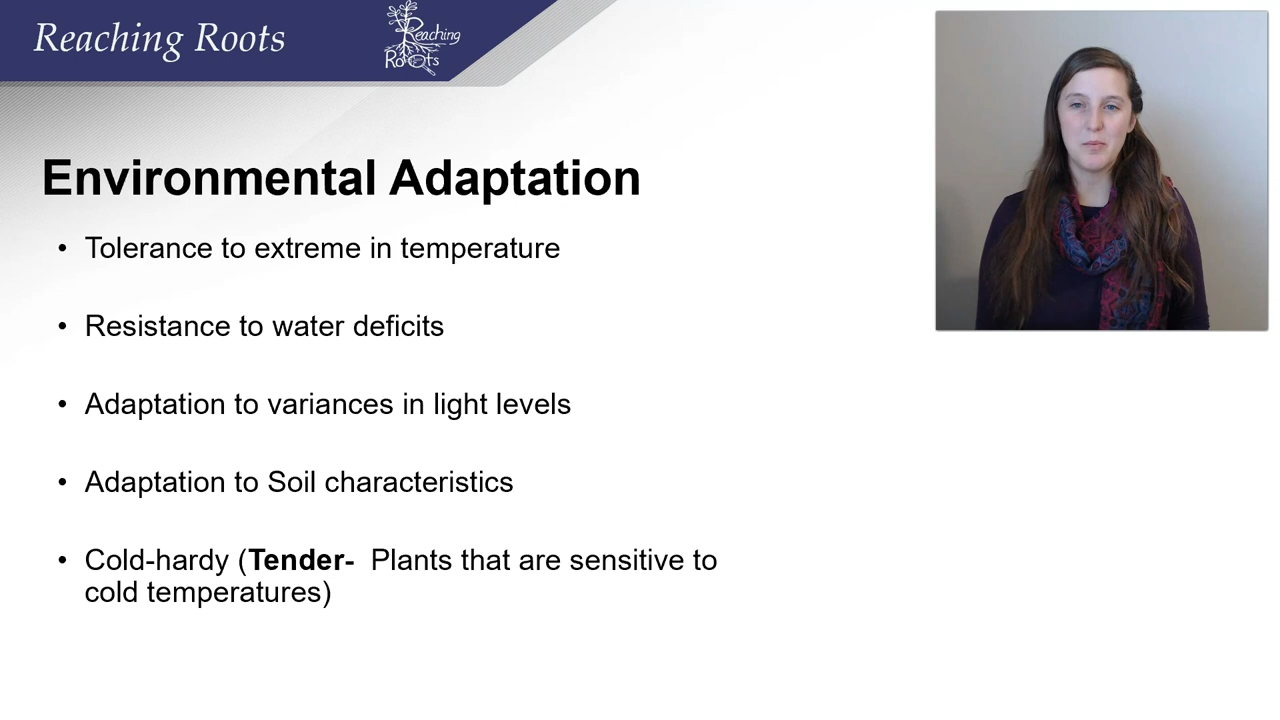 Reaching Roots
Reaching
Roots
Environmental Adaptation
• Tolerance to extreme in temperature
• Resistance to water deficits
• Adaptation to variances in light levels
• Adaptation to Soil characteristics
• Cold-hardy (Tender-  Plants that are sensitive to
cold temperatures)